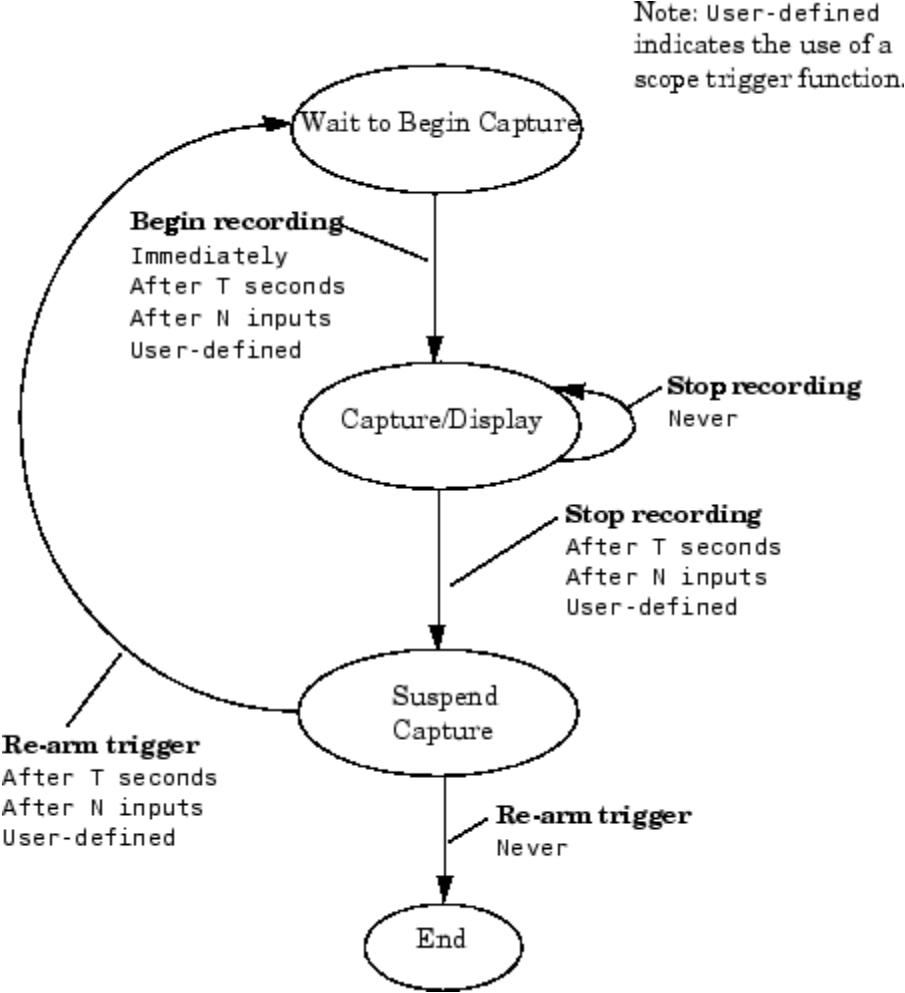 Note: User-defined
indicates the use of a
scope trigger function.
Wait to Begin Capture
Begin recording
Immediately
After T seconds
After N inputs
User-defined
Capture/Display
Stop recording
Never
Stop recording
After T seconds
After N inputs
User-defined
Suspend
Capture
Re-arm trigger
After T seconds
After N inputs
User-defined
Re-arm trigger
Never
End